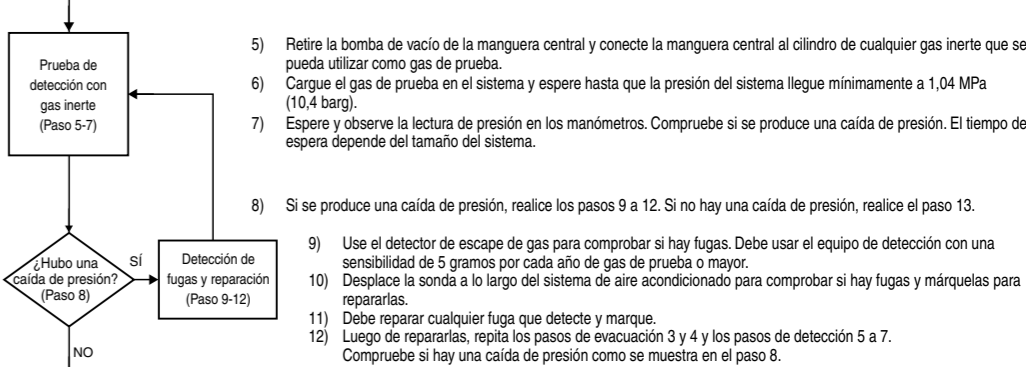 Prueba de
detección con
gas inerte
(Paso 5-7)
5) Retire la bomba de vacío de la manguera central y conecte la manguera central al cilindro de cualquier gas inerte que se
pueda utilizar como gas de prueba.
6) Cargue el gas de prueba en el sistema y espere hasta que la presión del sistema llegue mínimamente a 1,04 MPa
(10,4 barg).
7) Espere y observe la lectura de presión en los manómetros. Compruebe si se produce una caída de presión. El tiempo de
espera depende del tamaño del sistema.
8) Si se produce una caída de presión, realice los pasos 9 a 12. Si no hay una caída de presión, realice el paso 13.
¿Hubo una
caída de presión?
(Paso 8)
SÍ
NO
Detección de
fugas y reparación
(Paso 9-12)
9) Use el detector de escape de gas para comprobar si hay fugas. Debe usar el equipo de detección con una
sensibilidad de 5 gramos por cada año de gas de prueba o mayor.
10) Desplace la sonda a lo largo del sistema de aire acondicionado para comprobar si hay fugas y márquelas para
repararlas.
11) Debe reparar cualquier fuga que detecte y marque.
12) Luego de repararlas, repita los pasos de evacuación 3 y 4 y los pasos de detección 5 a 7.
Compruebe si hay una caída de presión como se muestra en el paso 8.